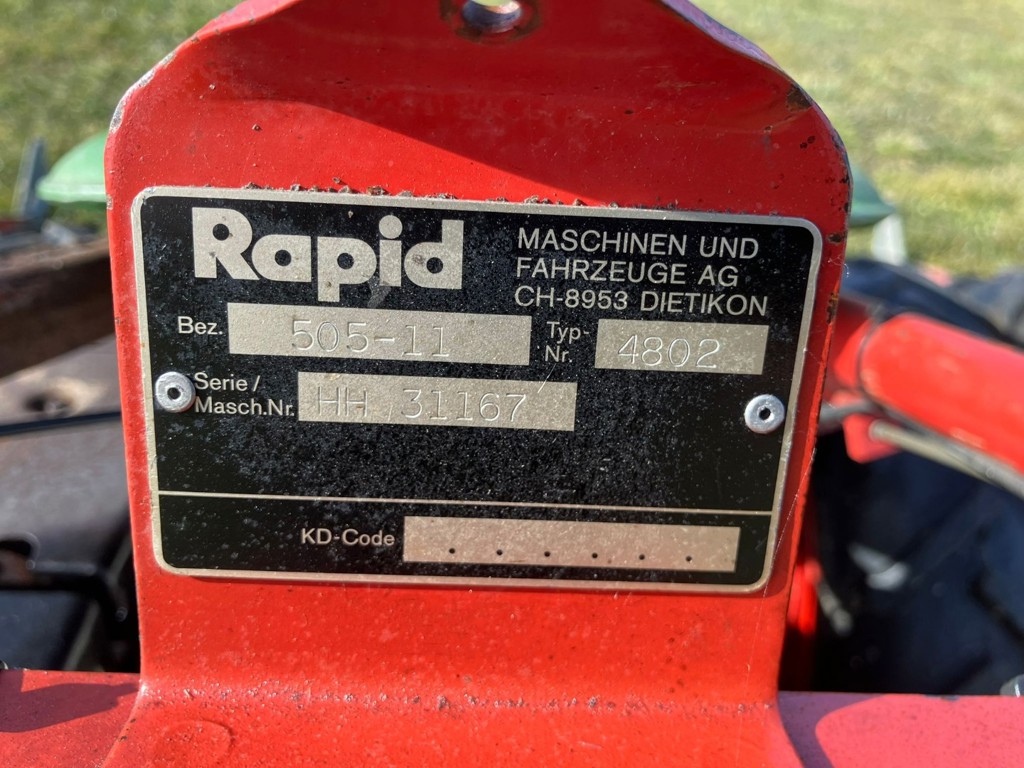 Rapid
MASCHINEN UND
FAHRZEUGE AG
CH-8953 DIETIKON
Bez. 505-11
Typ-
Nr. 4802
Serie/
Masch.Nr. HH 31167
KD-Code . . . . . .